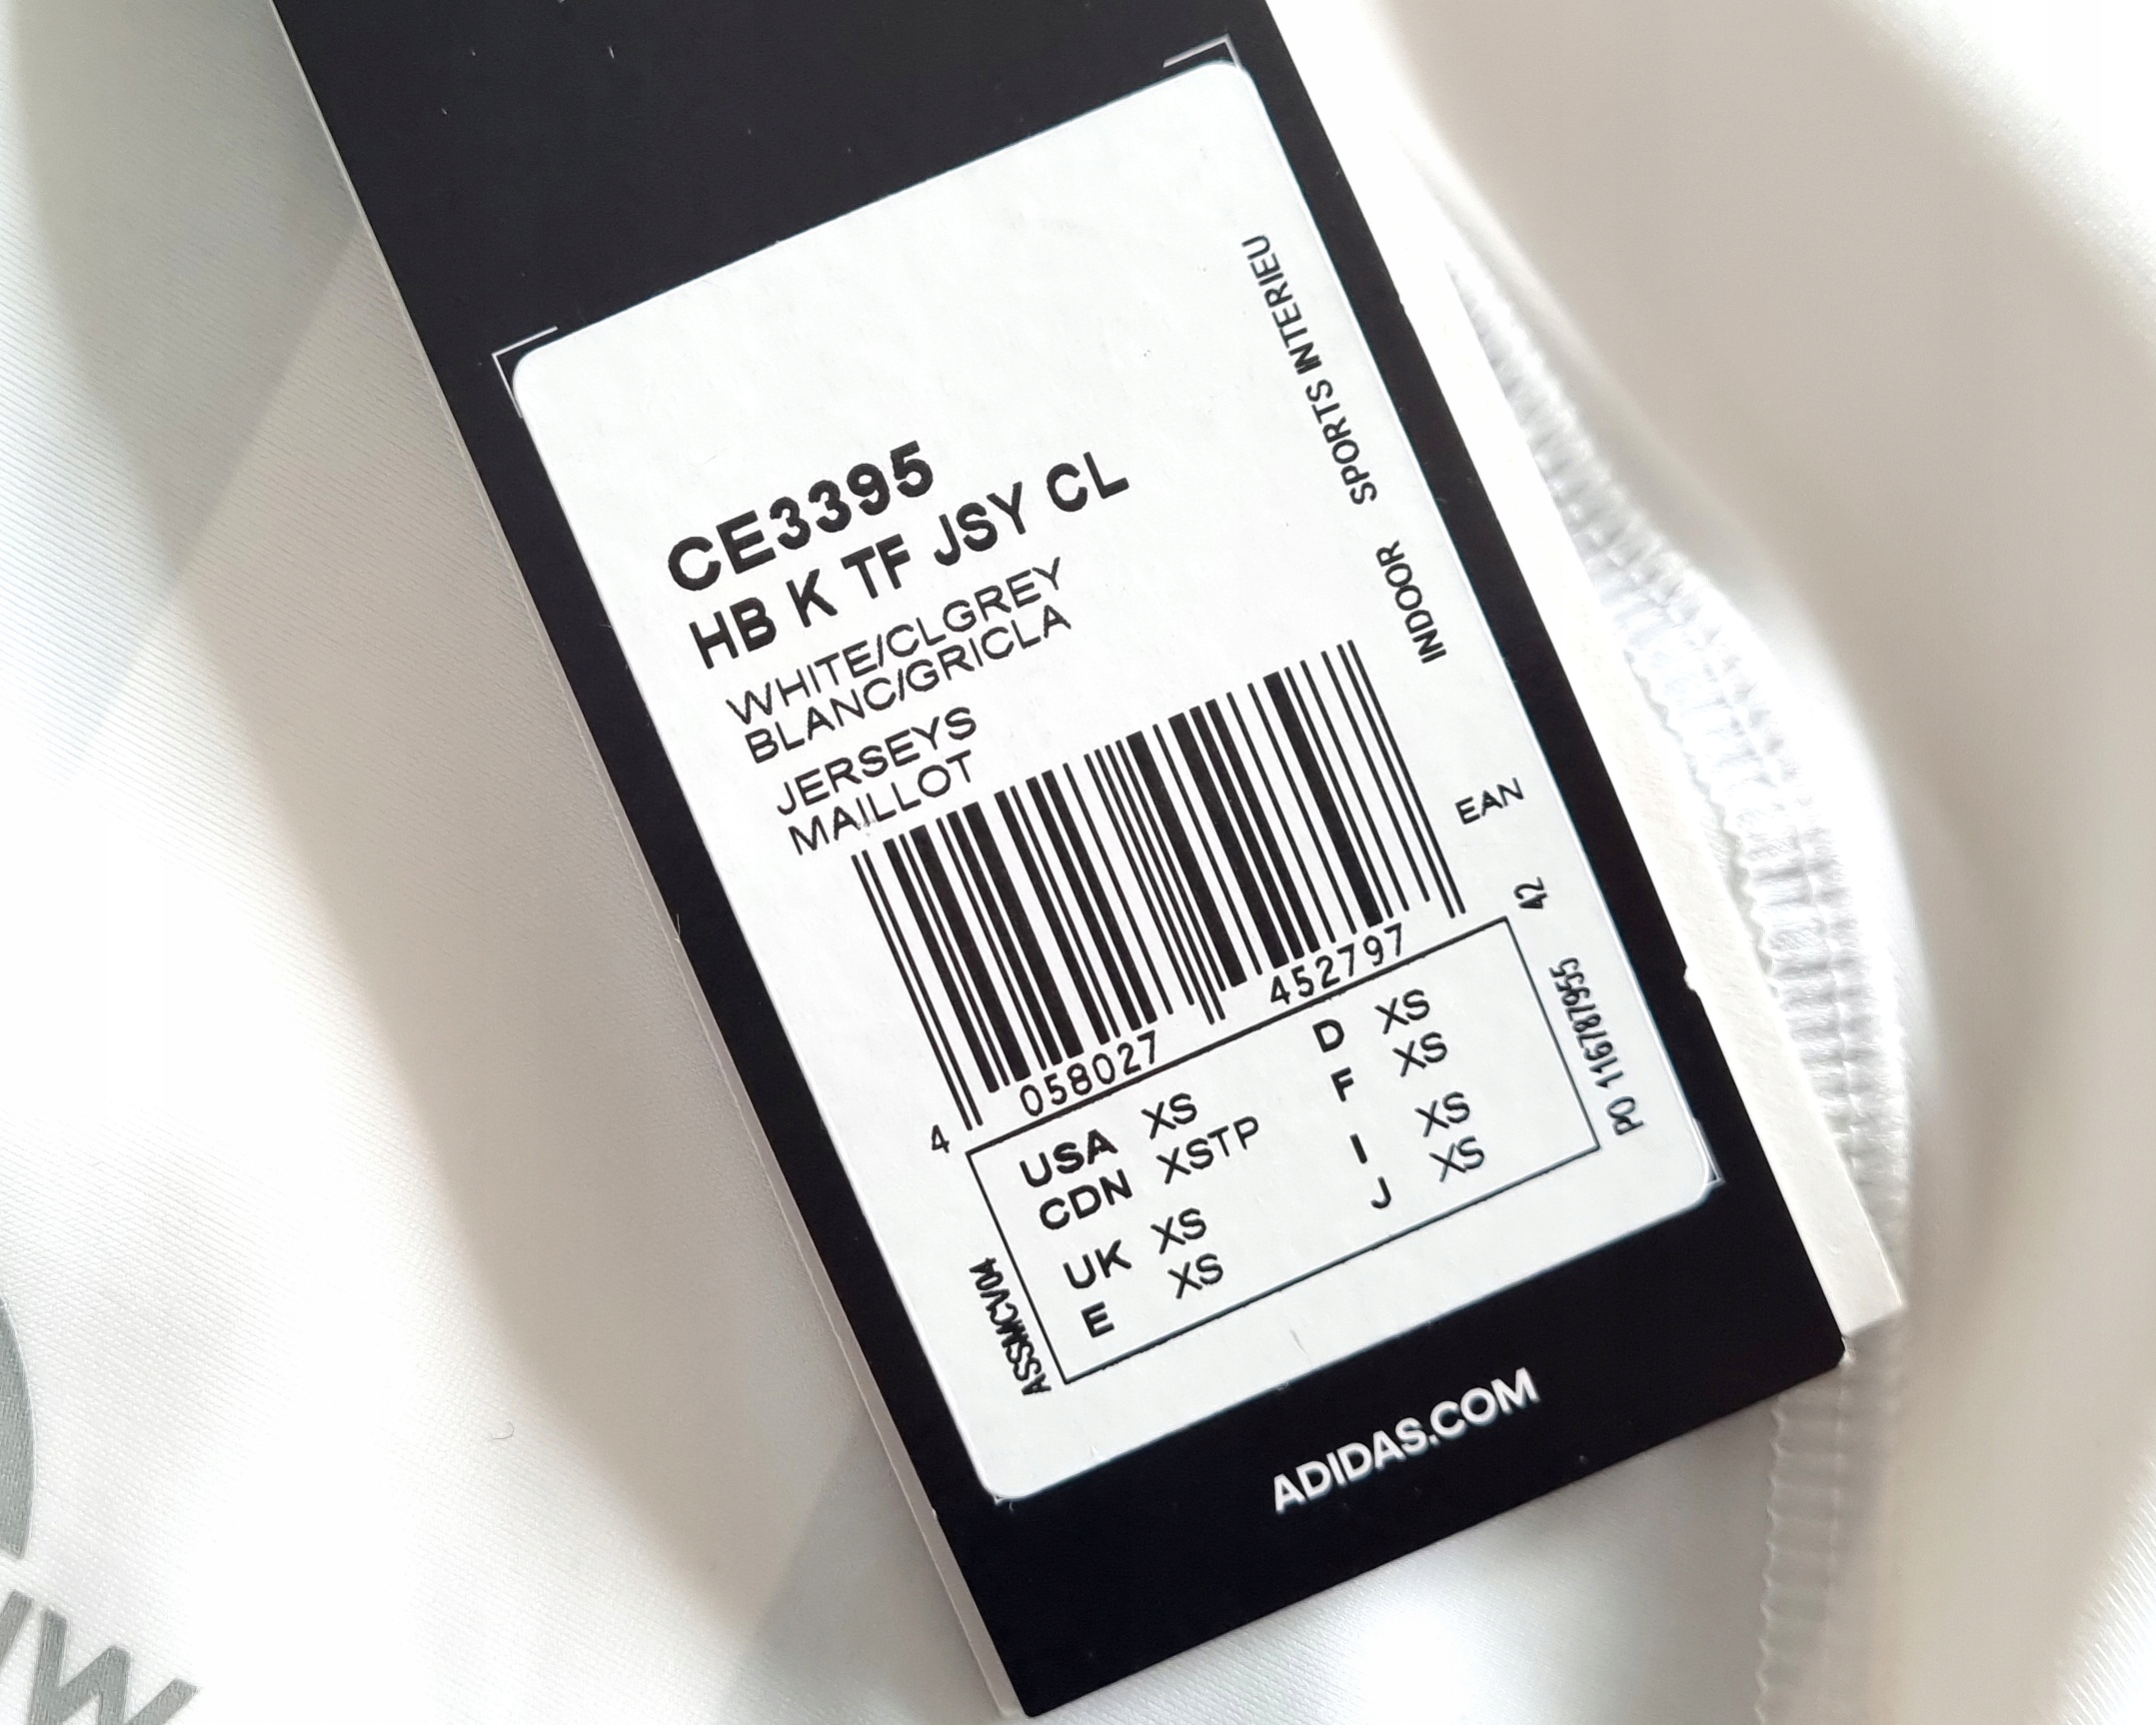 CE3395
HB K TF JSY CL
WHITE/CLGREY
BLANC/GRICLA
JERSEYS
MAILLOT
INDOOR SPORTS INTERIEU
EAN
42
4 058027 452797
USA XS
CDN XSTP
UK XS
E XS
D XS
F XS
I XS
J XS
PO 116787955
ASSSMCV04
ADIDAS.COM